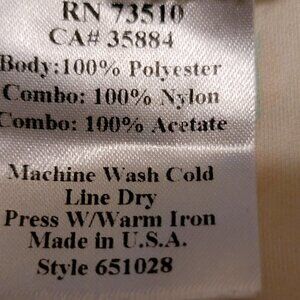 RN 73510
CA# 35884
Body:100% Polyester
Combo: 100% Nylon
Combo: 100% Acetate
Machine Wash Cold
Line Dry
Press W/Warm Iron
Made in U.S.A.
Style 651028